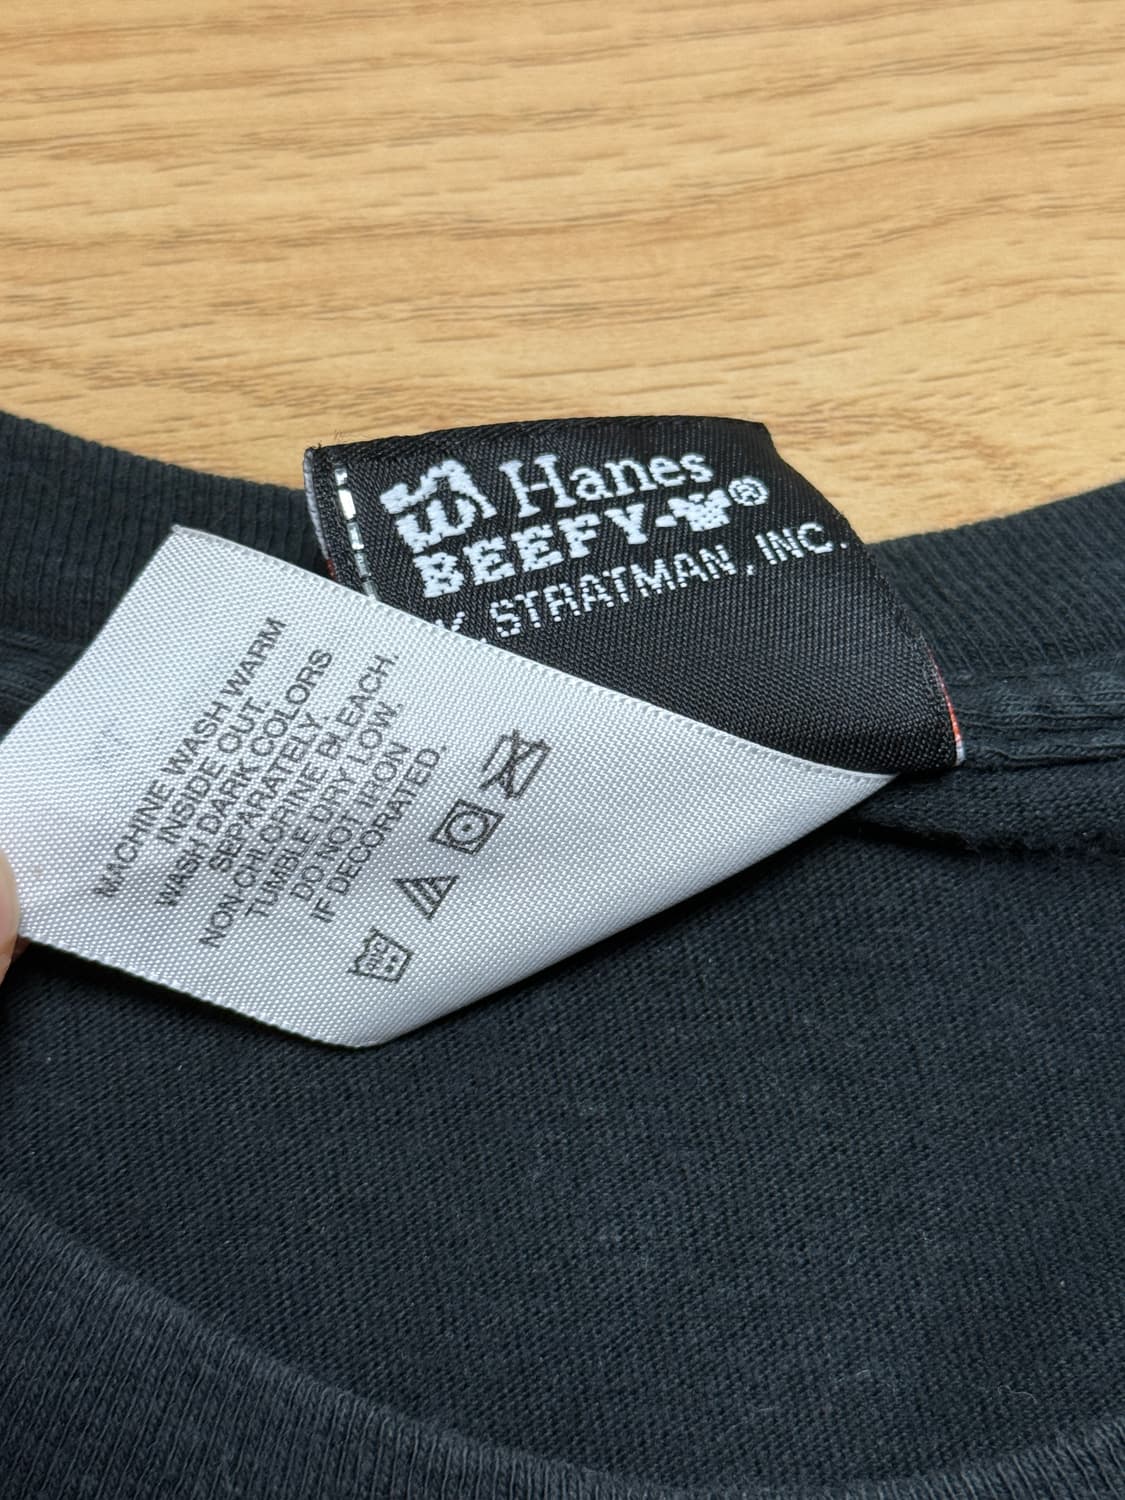 Hanes
BEEFY-T®
STRATMAN, INC.
MACHINE WASH WARM
INSIDE OUT.
WASH DARK COLORS
SEPARATELY.
NON-CHLORINE BLEACH.
TUMBLE DRY LOW.
DO NOT IRON
IF DECORATED.